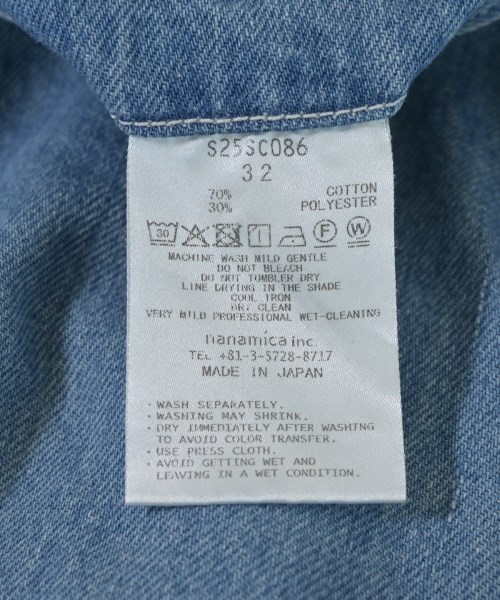 S25SC086
32
70% COTTON
30% POLYESTER
30 F W
MACHINE WASH MILD GENTLE
DO NOT BLEACH
DO NOT TUMBLER DRY
LINE DRYING IN THE SHADE
COOL IRON
DRY CLEAN
VERY MILD PROFESSIONAL WET-CLEANING
nanamica inc.
TEL +81-3-5728-8717
MADE IN JAPAN
・WASH SEPARATELY.
・WASHING MAY SHRINK.
・DRY IMMEDIATELY AFTER WASHING
TO AVOID COLOR TRANSFER.
・USE PRESS CLOTH.
・AVOID GETTING WET AND
LEAVING IN A WET CONDITION.